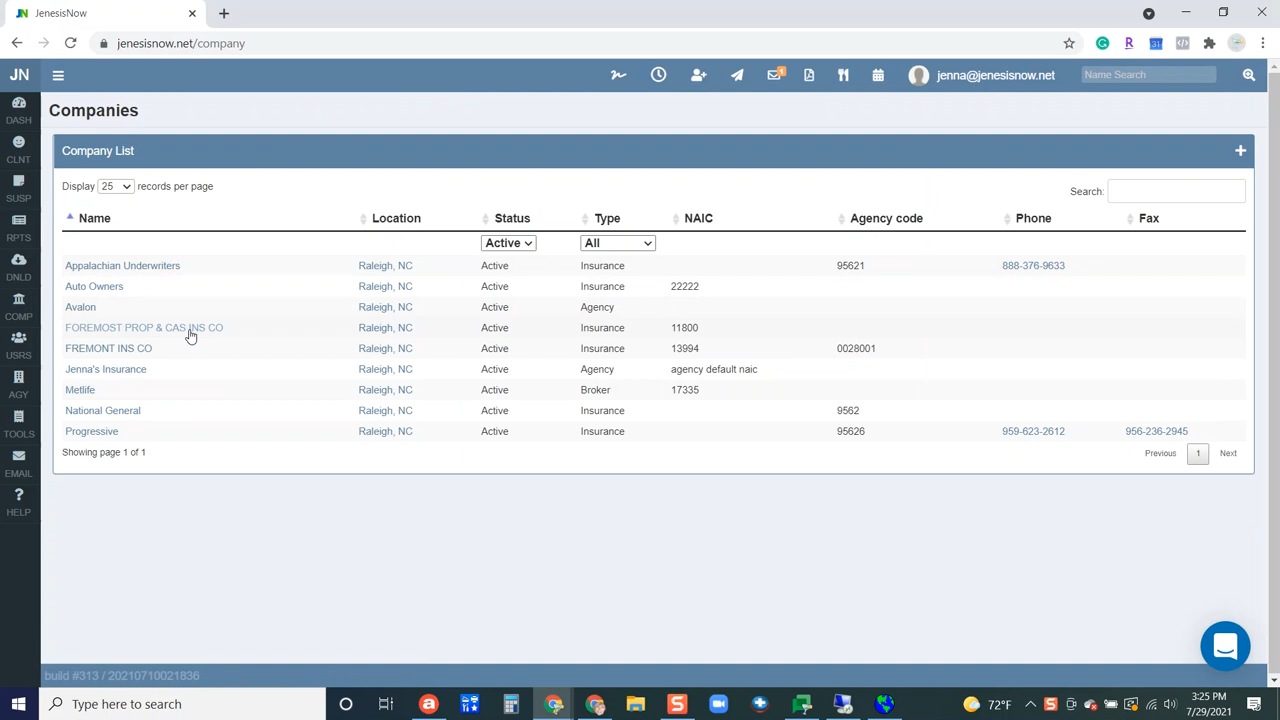 JenesisNow
jenesisnow.net/company
JN
jenna@jenesisnow.net
Name Search
DASH
CLNT
SUSP
RPTS
DNLD
COMP
USRS
AGY
TOOLS
EMAIL
HELP
Companies
Company List
Display 25 records per page
Search:
Name Location Status Type NAIC Agency code Phone Fax
Active All
Appalachian Underwriters Raleigh, NC Active Insurance 95621 888-376-9633
Auto Owners Raleigh, NC Active Insurance 22222
Avalon Raleigh, NC Active Agency
FOREMOST PROP & CAS INS CO Raleigh, NC Active Insurance 11800
FREMONT INS CO Raleigh, NC Active Insurance 13994 0028001
Jenna's Insurance Raleigh, NC Active Agency agency default naic
Metlife Raleigh, NC Active Broker 17335
National General Raleigh, NC Active Insurance 9562
Progressive Raleigh, NC Active Insurance 95626 959-623-2612 956-236-2945
Showing page 1 of 1
Previous 1 Next
build #313 / 20210710021836
Type here to search
72°F
3:25 PM
7/29/2021